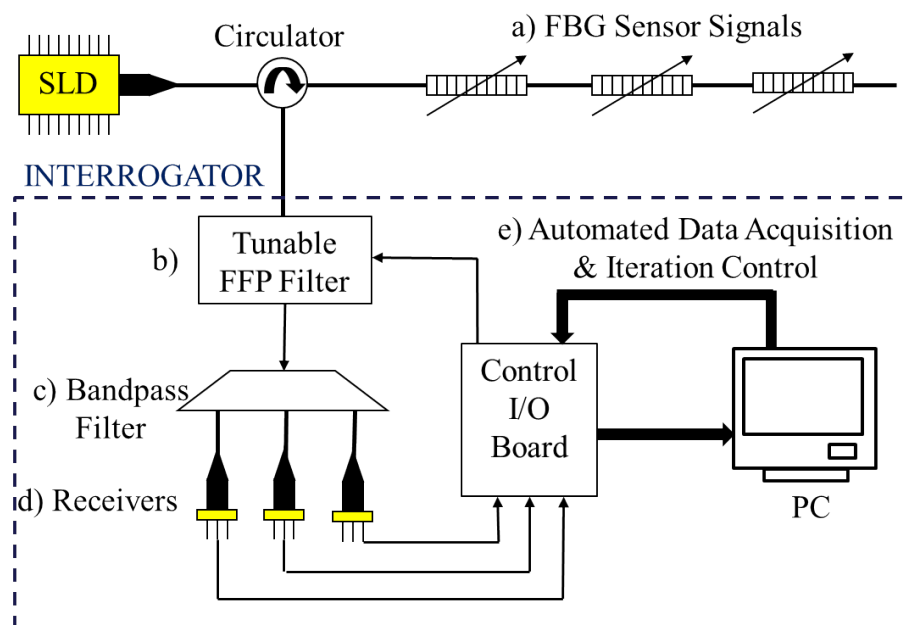 Circulator
a) FBG Sensor Signals
SLD
INTERROGATOR
b)
Tunable
FFP Filter
e) Automated Data Acquisition
& Iteration Control
c) Bandpass
Filter
Control
I/O
Board
d) Receivers
PC